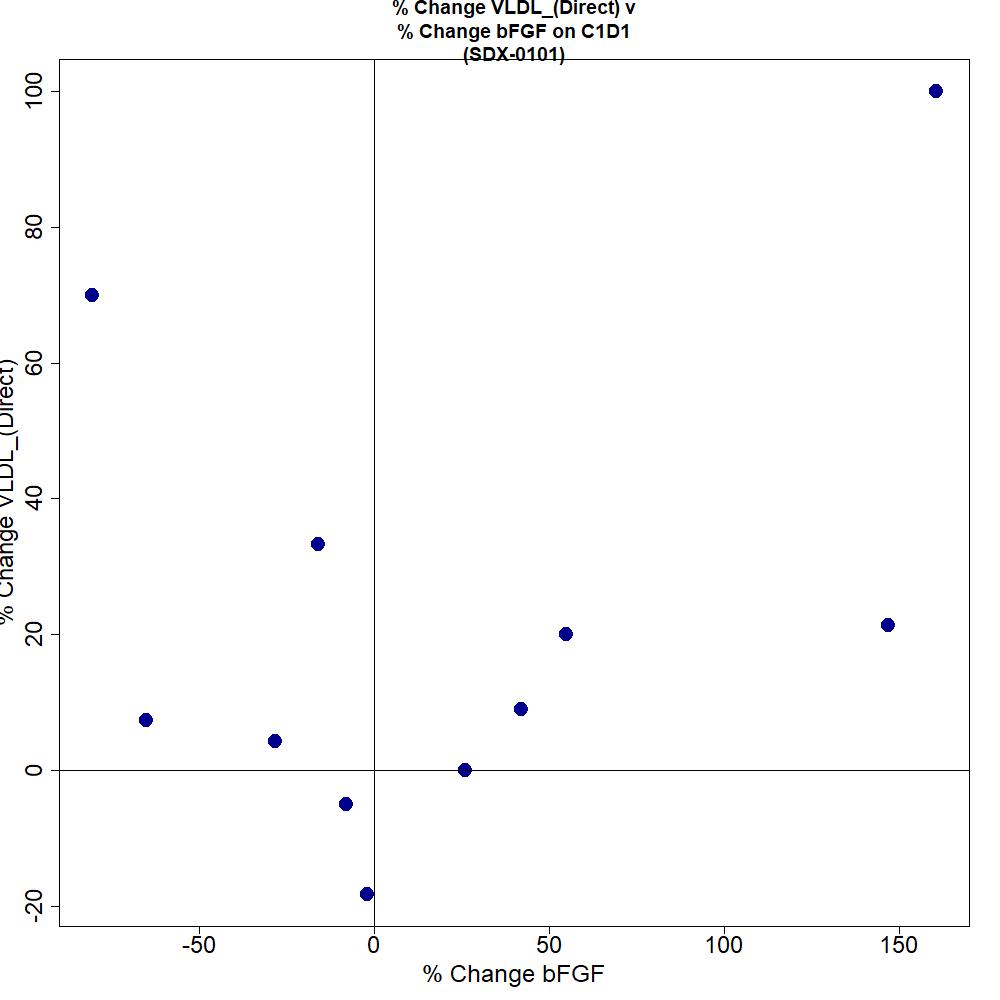 % Change VLDL_(Direct) v
% Change bFGF on C1D1
(SDX-0101)
% Change VLDL_(Direct)
100
80
60
40
20
0
-20
-50
0
50
100
150
% Change bFGF